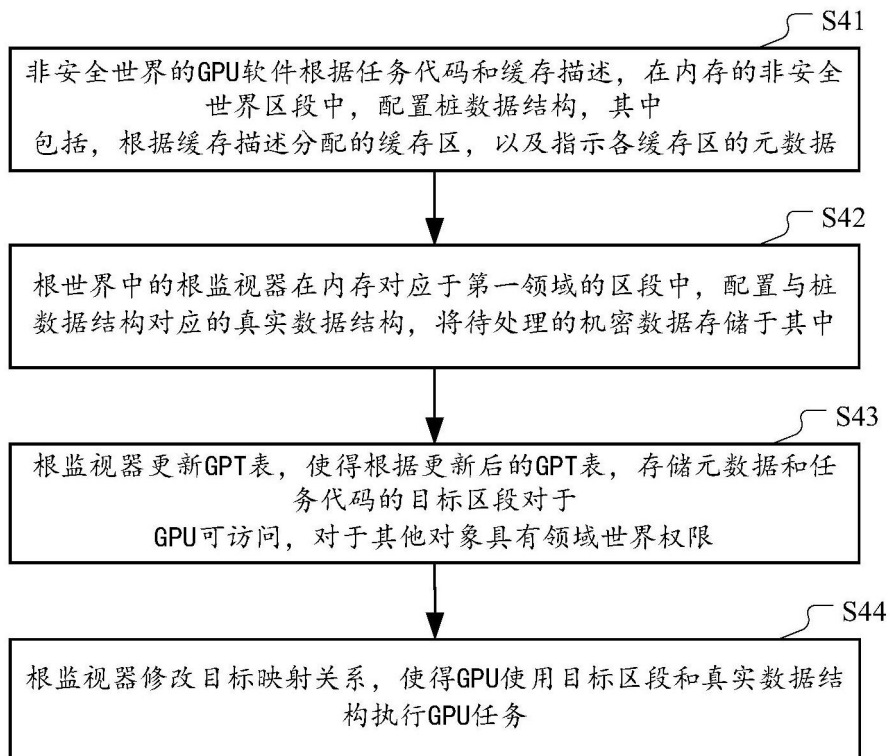 S41
非安全世界的GPU软件根据任务代码和缓存描述，在内存的非安全
世界区段中，配置桩数据结构，其中
包括，根据缓存描述分配的缓存区，以及指示各缓存区的元数据
S42
根世界中的根监视器在内存对应于第一领域的区段中，配置与桩
数据结构对应的真实数据结构，将待处理的机密数据存储于其中
S43
根监视器更新GPT表，使得根据更新后的GPT表，存储元数据和任
务代码的目标区段对于
GPU可访问，对于其他对象具有领域世界权限
S44
根监视器修改目标映射关系，使得GPU使用目标区段和真实数据结
构执行GPU任务